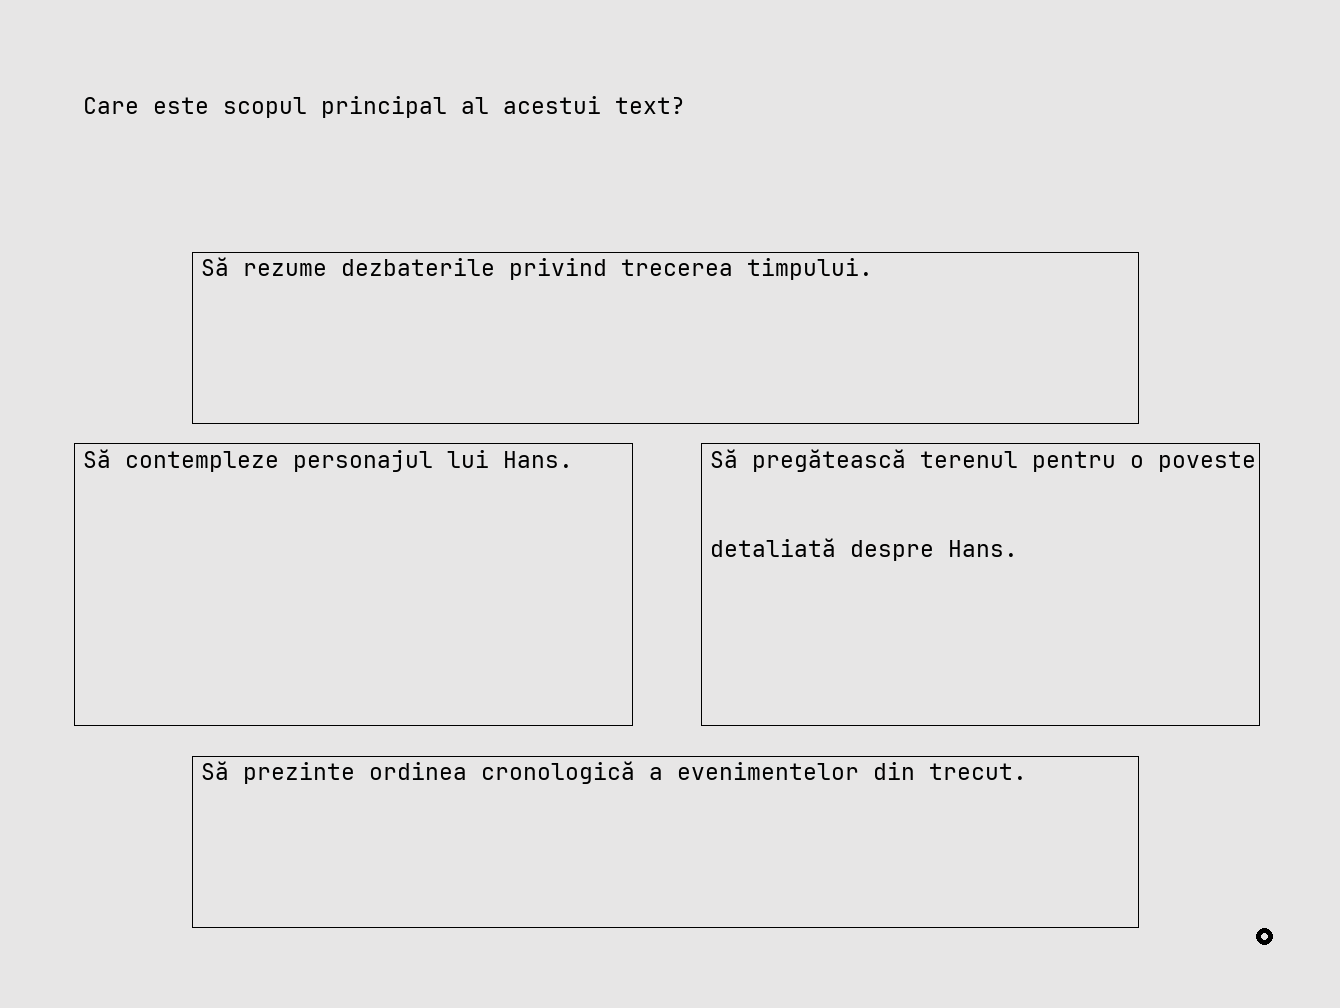 Care este scopul principal al acestui text?
Să rezume dezbaterile privind trecerea timpului.
Să contempleze personajul lui Hans.
Să pregătească terenul pentru o poveste
detaliată despre Hans.
Să prezinte ordinea cronologică a evenimentelor din trecut.